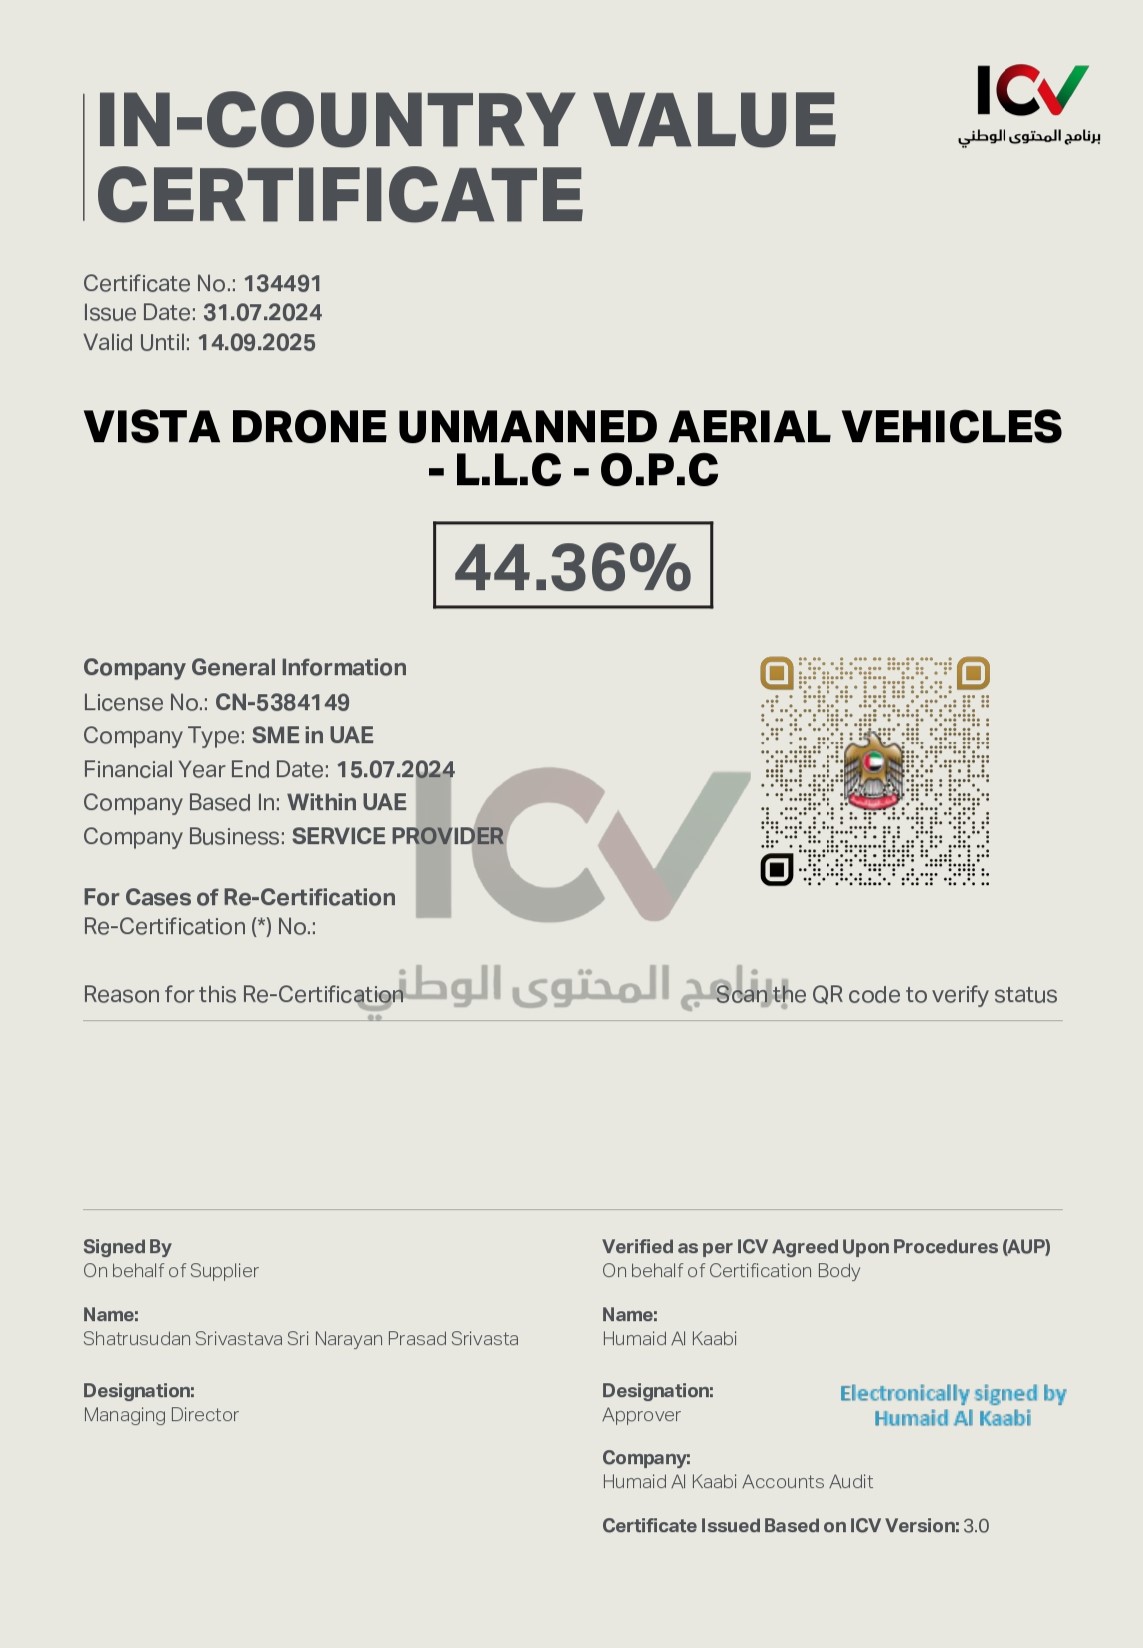 IN-COUNTRY VALUE
CERTIFICATE
ICV
برنامج المحتوى الوطني
Certificate No.: 134491
Issue Date: 31.07.2024
Valid Until: 14.09.2025
VISTA DRONE UNMANNED AERIAL VEHICLES
- L.L.C - O.P.C
44.36%
Company General Information
License No.: CN-5384149
Company Type: SME in UAE
Financial Year End Date: 15.07.2024
Company Based In: Within UAE
Company Business: SERVICE PROVIDER
ICV
برنامج المحتوى الوطني
For Cases of Re-Certification
Re-Certification (*) No.:
Reason for this Re-Certification
Scan the QR code to verify status
Signed By
On behalf of Supplier
Name:
Shatrusudan Srivastava Sri Narayan Prasad Srivasta
Designation:
Managing Director
Verified as per ICV Agreed Upon Procedures (AUP)
On behalf of Certification Body
Name:
Humaid Al Kaabi
Designation:
Approver
Electronically signed by
Humaid Al Kaabi
Company:
Humaid Al Kaabi Accounts Audit
Certificate Issued Based on ICV Version: 3.0